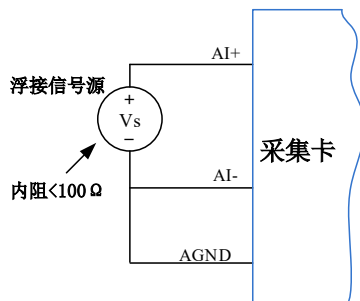 AI+
浮接信号源
+
Vs
−
采集卡
内阻<100Ω
AI-
AGND